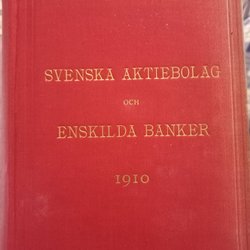 SVENSKA AKTIEBOLAG
OCH
ENSKILDA BANKER
1910